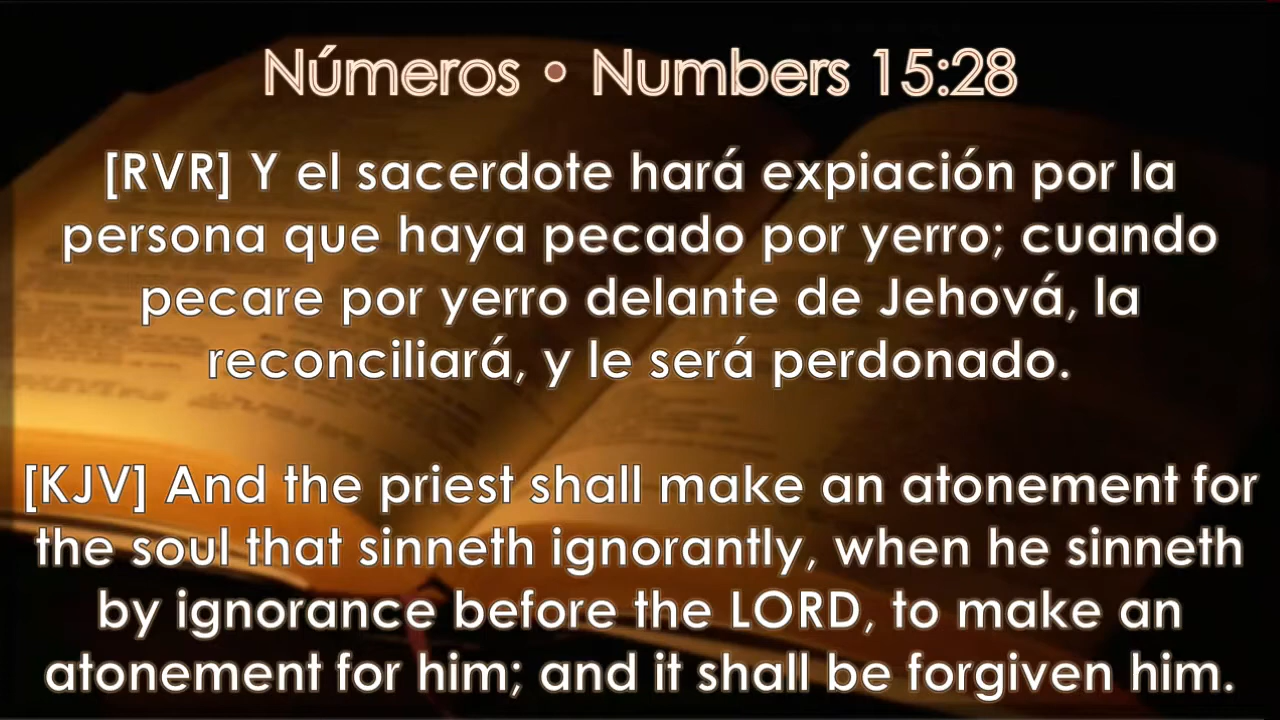 Números • Numbers 15:28
[RVR] Y el sacerdote hará expiación por la
persona que haya pecado por yerro; cuando
pecare por yerro delante de Jehová, la
reconciliará, y le será perdonado.
[KJV] And the priest shall make an atonement for
the soul that sinneth ignorantly, when he sinneth
by ignorance before the LORD, to make an
atonement for him; and it shall be forgiven him.